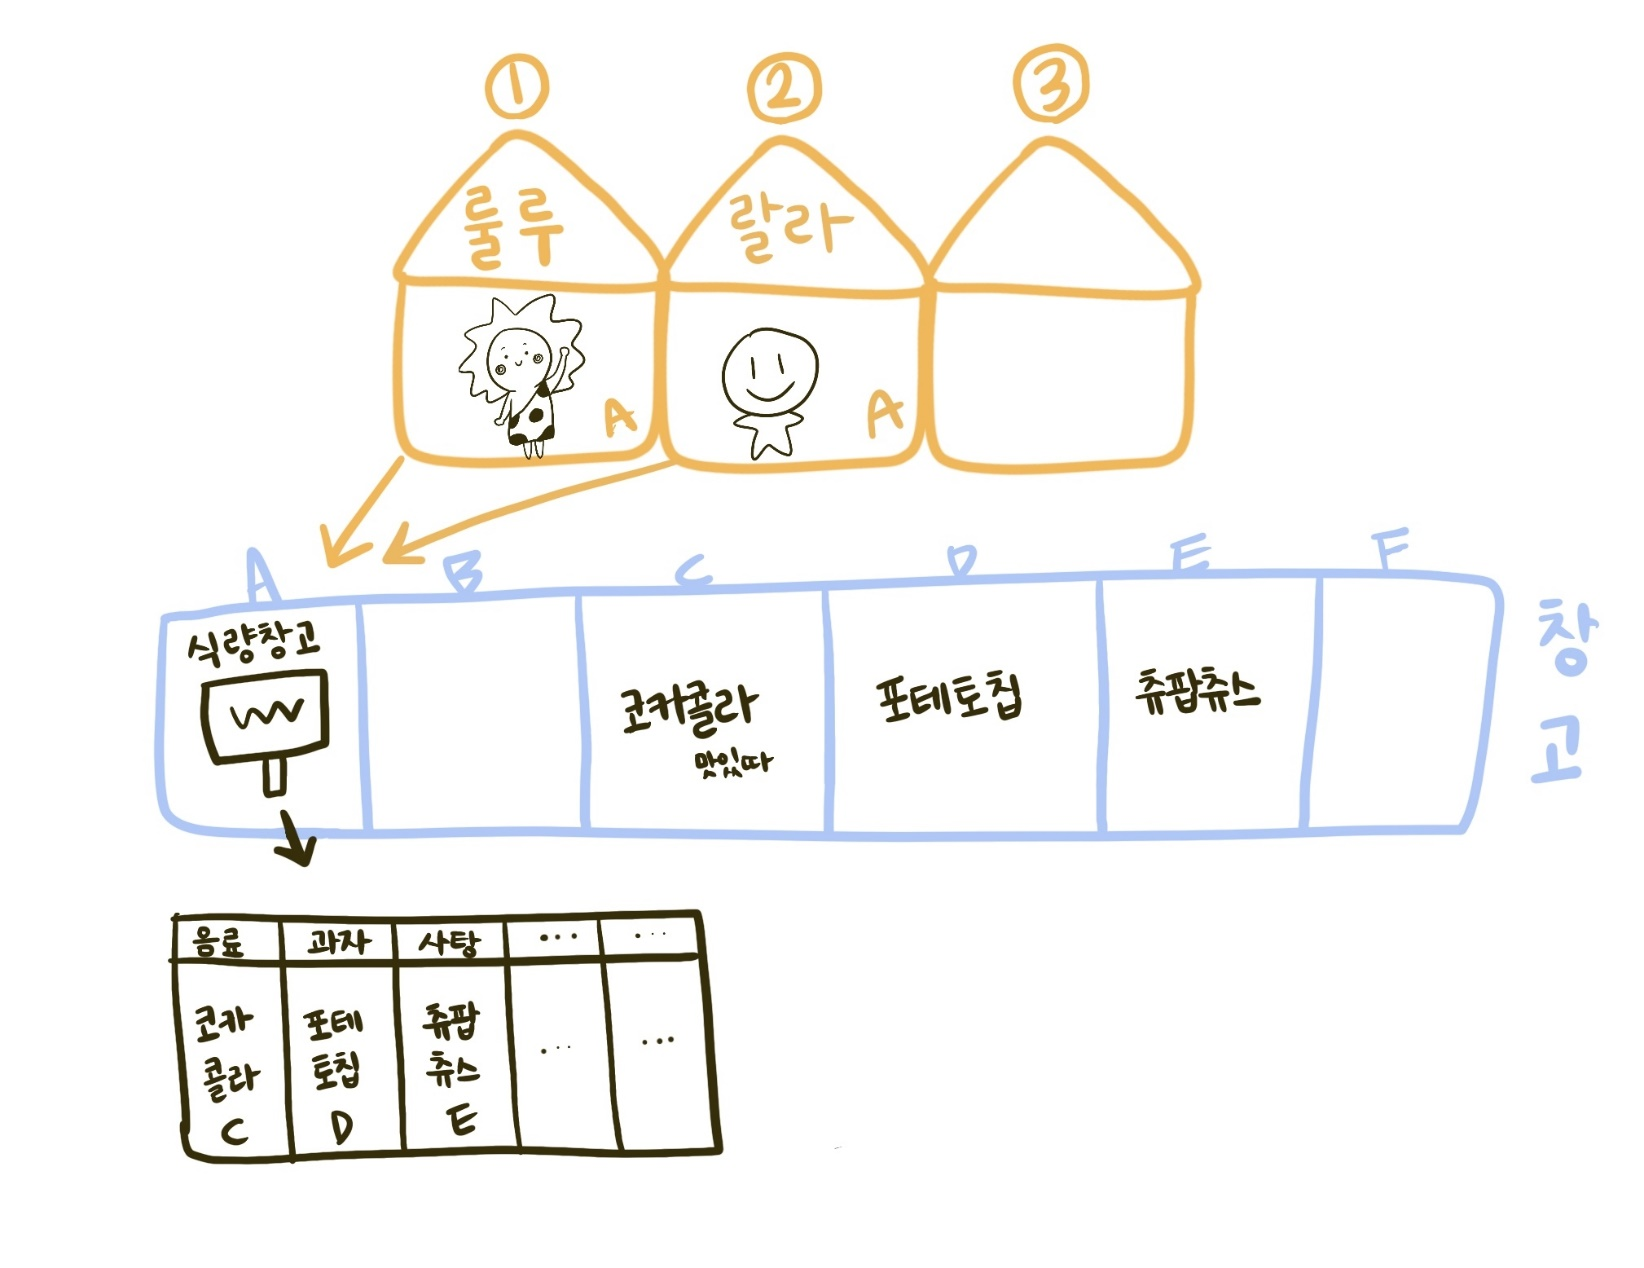 ① ② ③
룰루 랄라
A A
A B C D E F
식량창고
코카콜라 포테토칩 츄팝츄스
맛있따
창고
음료 과자 사탕 ... ...
코카 포테 츄팝
콜라 토칩 츄스 ... ...
C D E